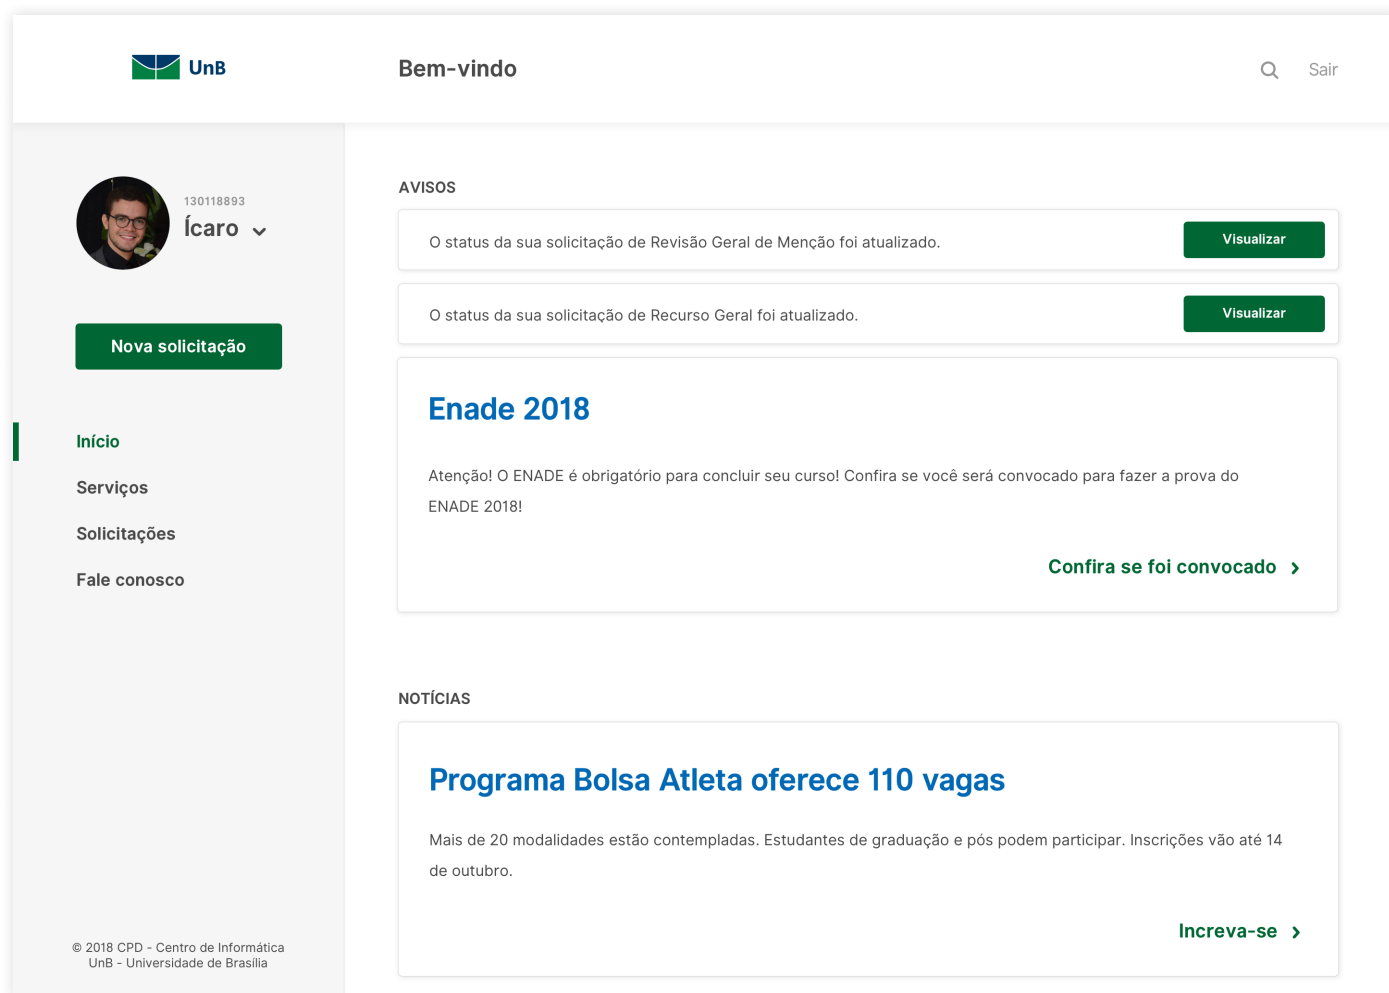 UnB
Bem-vindo
Sair
130118893
Ícaro
Nova solicitação
Início
Serviços
Solicitações
Fale conosco
© 2018 CPD - Centro de Informática
UnB - Universidade de Brasília
AVISOS
O status da sua solicitação de Revisão Geral de Menção foi atualizado.
Visualizar
O status da sua solicitação de Recurso Geral foi atualizado.
Visualizar
Enade 2018
Atenção! O ENADE é obrigatório para concluir seu curso! Confira se você será convocado para fazer a prova do
ENADE 2018!
Confira se foi convocado
NOTÍCIAS
Programa Bolsa Atleta oferece 110 vagas
Mais de 20 modalidades estão contempladas. Estudantes de graduação e pós podem participar. Inscrições vão até 14
de outubro.
Increva-se